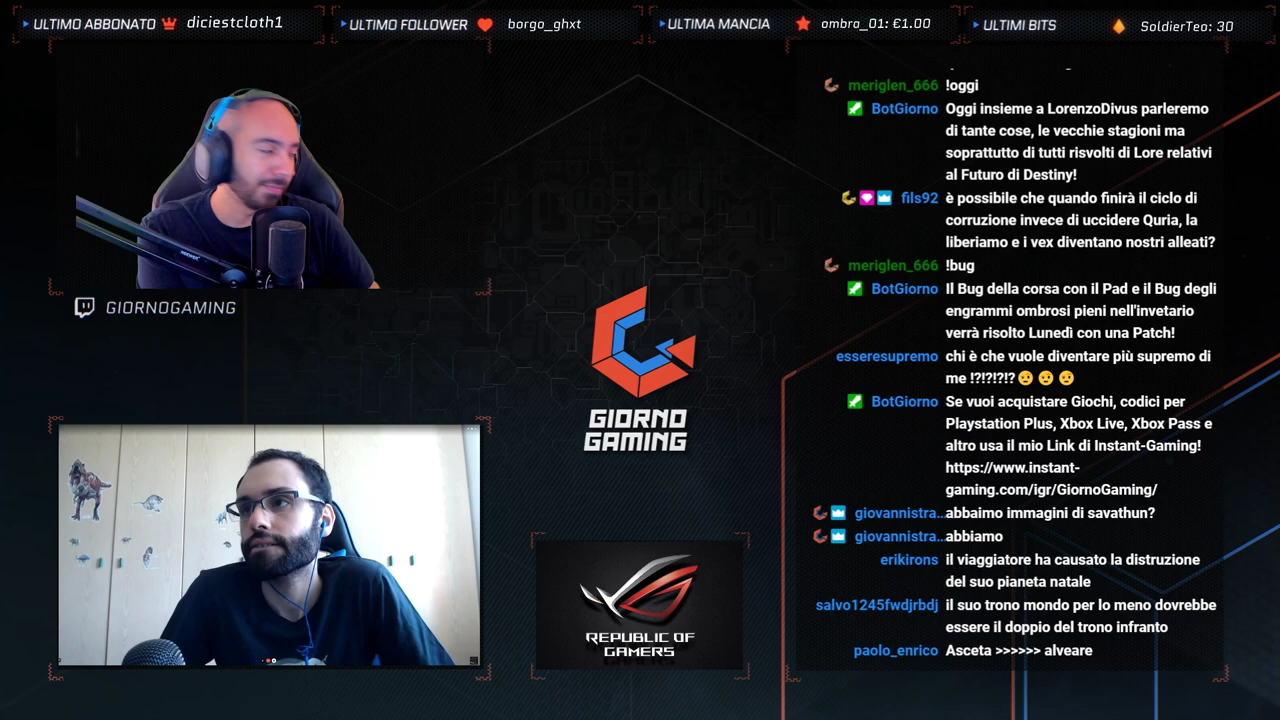 ULTIMO ABBONATO diciestcloth1
ULTIMO FOLLOWER borgo_ghxt
ULTIMA MANCIA ombra_01: €1.00
ULTIMI BITS SoldierTea: 30
GIORNOGAMING
GIORNO
GAMING
REPUBLIC OF
GAMERS
meriglen_666 !oggi
BotGiorno Oggi insieme a LorenzoDivus parleremo
di tante cose, le vecchie stagioni ma
soprattutto di tutti risvolti di Lore relativi
al Futuro di Destiny!
fils92 è possibile che quando finirà il ciclo di
corruzione invece di uccidere Quria, la
liberiamo e i vex diventano nostri alleati?
meriglen_666 !bug
BotGiorno Il Bug della corsa con il Pad e il Bug degli
engrammi ombrosi pieni nell'invetario
verrà risolto Lunedì con una Patch!
esseresupremo chi è che vuole diventare più supremo di
me !?!?!?!? 😥 😥 😥
BotGiorno Se vuoi acquistare Giochi, codici per
Playstation Plus, Xbox Live, Xbox Pass e
altro usa il mio Link di Instant-Gaming!
https://www.instant-
gaming.com/igr/GiornoGaming/
giovannistra... abbaimo immagini di savathun?
giovannistra... abbiamo
erikirons il viaggiatore ha causato la distruzione
del suo pianeta natale
salvo1245fwdjrbdj il suo trono mondo per lo meno dovrebbe
essere il doppio del trono infranto
paolo_enrico Asceta >>>>>> alveare